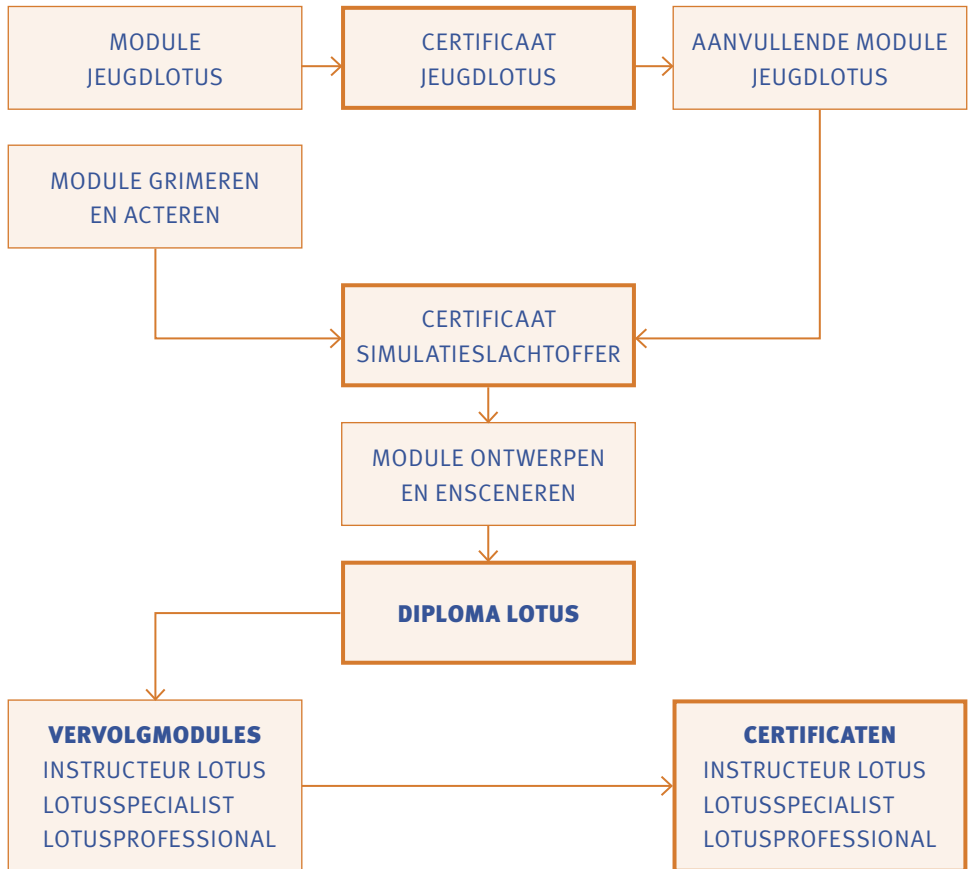 MODULE
JEUGDLOTUS
CERTIFICAAT
JEUGDLOTUS
AANVULLENDE MODULE
JEUGDLOTUS
MODULE GRIMEREN
EN ACTEREN
CERTIFICAAT
SIMULATIESLACHTOFFER
MODULE ONTWERPEN
EN ENSCENEREN
DIPLOMA LOTUS
VERVOLGMODULES
INSTRUCTEUR LOTUS
LOTUSSPECIALIST
LOTUSPROFESSIONAL
CERTIFICATEN
INSTRUCTEUR LOTUS
LOTUSSPECIALIST
LOTUSPROFESSIONAL